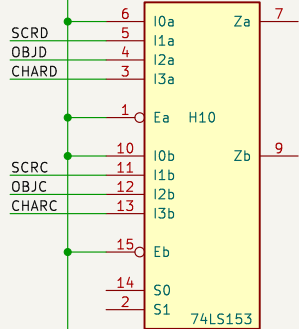 6 I0a Za 7
SCRD 5 I1a
OBJD 4 I2a
CHARD 3 I3a
1 Ea H10
10 I0b Zb 9
SCRC 11 I1b
OBJC 12 I2b
CHARC 13 I3b
15 Eb
14 S0
2 S1
74LS153